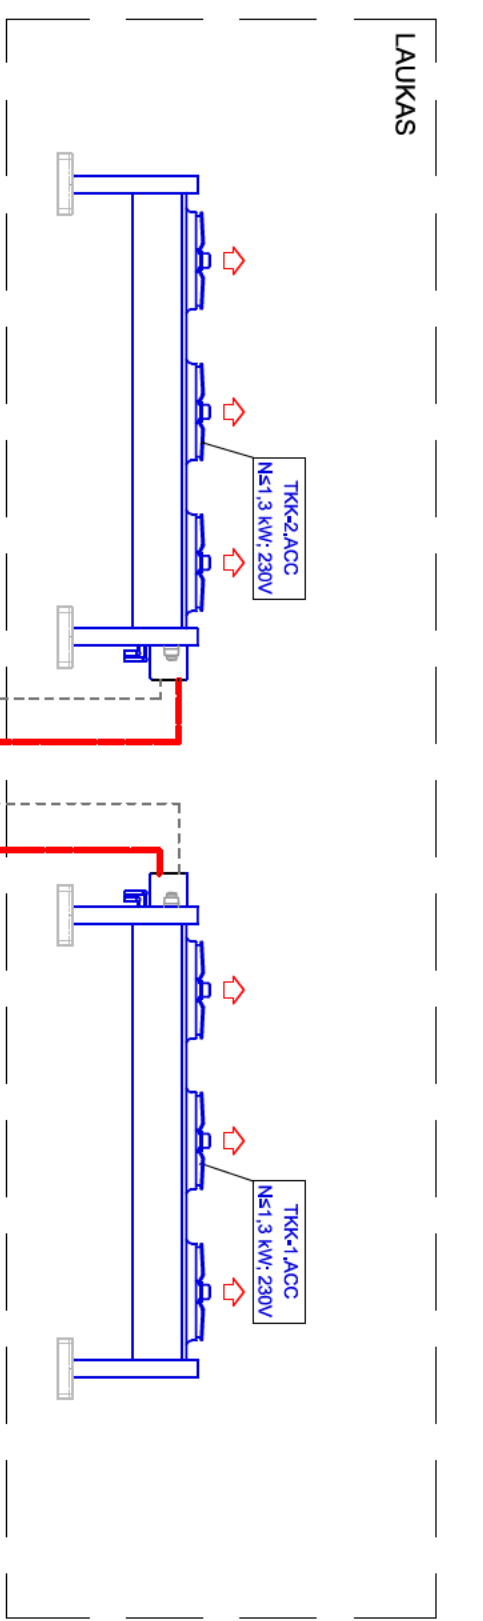 LAUKAS
TKK-2,ACC
N≤1,3 kW; 230V
TKK-1,ACC
N≤1,3 kW; 230V